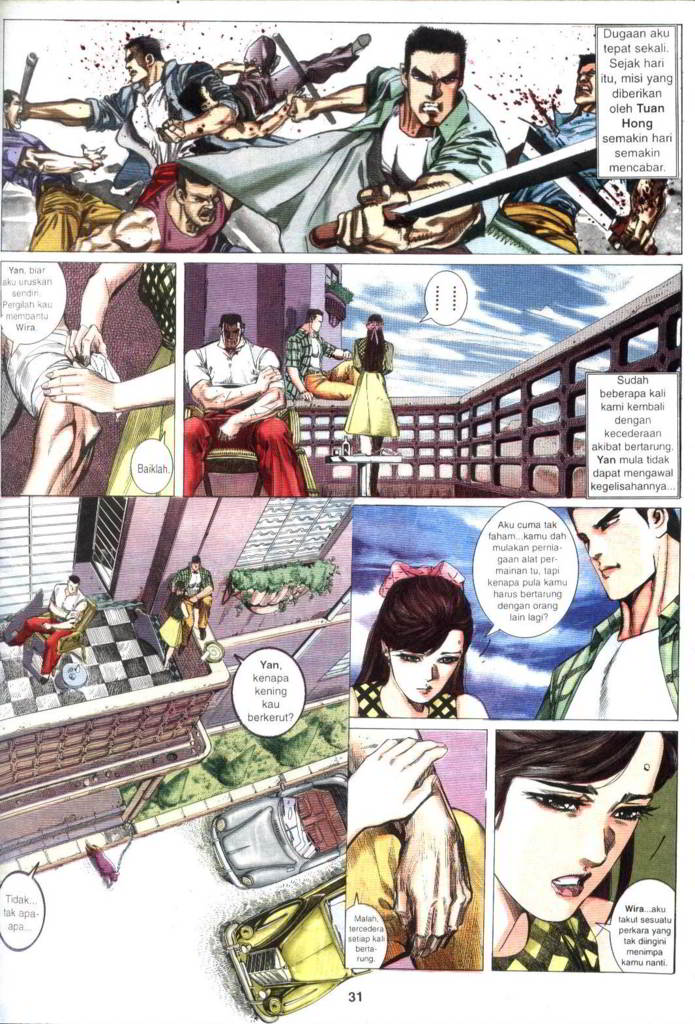 Dugaan aku
tepat sekali.
Sejak hari
itu, misi yang
diberikan
oleh Tuan
Hong
semakin hari
semakin
mencabar.
Yan, biar
aku uruskan
sendiri.
Pergilah kau
membantu
Wira.
Baiklah.
Sudah
beberapa kali
kami kembali
dengan
kecederaan
akibat bertarung.
Yan mula tidak
dapat mengawal
kegelisahannya...
Yan,
kenapa
kening
kau
berkerut?
Tidak...
tak apa-
apa...
Aku cuma tak
faham...kamu dah
mulakan pernia-
gaan alat per-
mainan tu, tapi
kenapa pula kamu
harus bertarung
dengan orang
lain lagi?
Malah,
tercedera
setiap kali
berta-
rung.
Wira...aku
takut sesuatu
perkara yang
tak diingini
menimpa
kamu nanti.
31